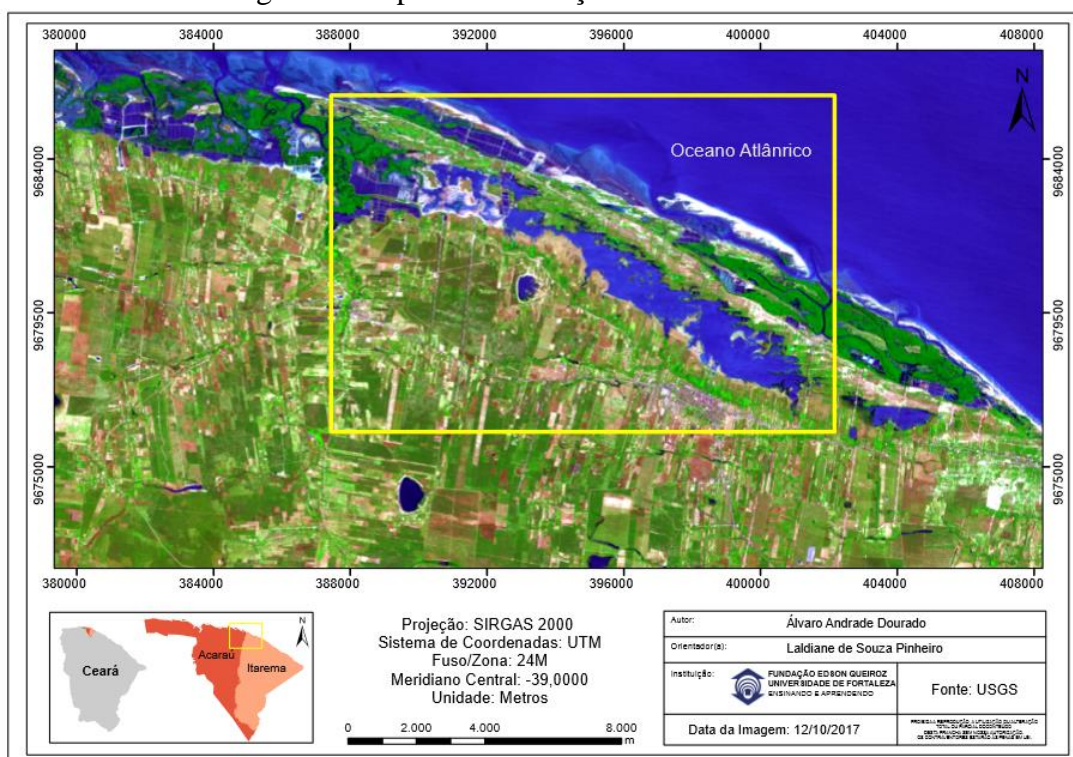 380000 384000 388000 392000 396000 400000 404000 408000
N
Oceano Atlânrico
9684000 9684000
9679500 9679500
9675000 9675000
380000 384000 388000 392000 396000 400000 404000 408000
Ceará
Acaraú
Itarema
N
Projeção: SIRGAS 2000
Sistema de Coordenadas: UTM
Fuso/Zona: 24M
Meridiano Central: -39,0000
Unidade: Metros
0 2.000 4.000 8.000
m
Autor: Álvaro Andrade Dourado
Orientador(a): Laldiane de Souza Pinheiro
Instituição:
FUNDAÇÃO EDSON QUEIROZ
UNIVERSIDADE DE FORTALEZA
ENSINANDO E APRENDENDO
Fonte: USGS
Data da Imagem: 12/10/2017